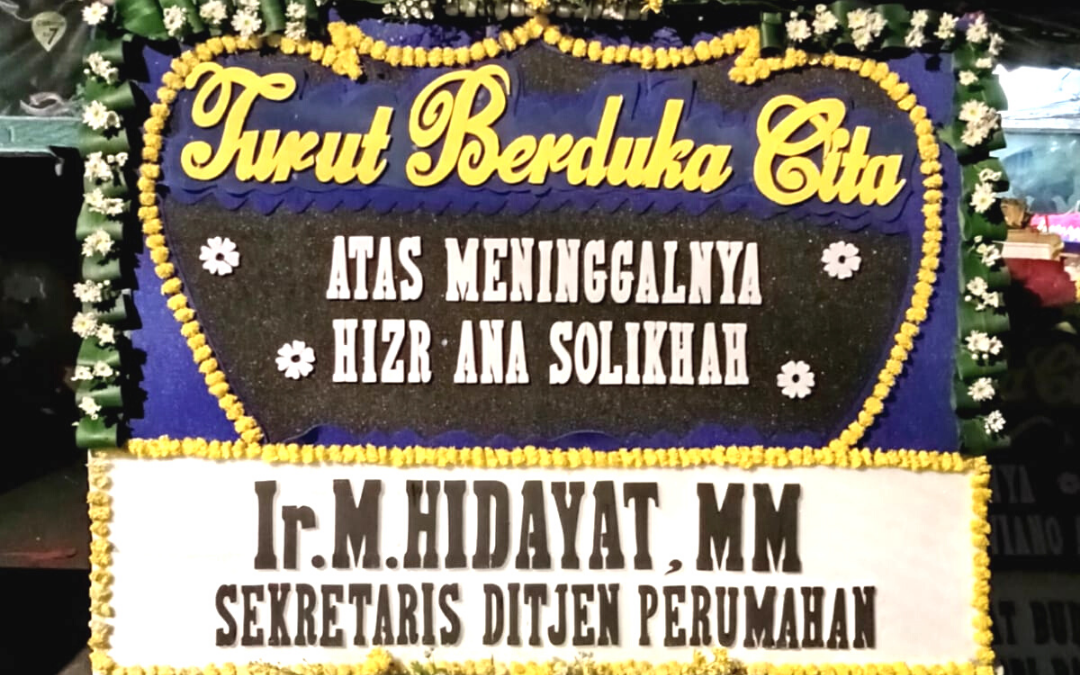 Turut Berduka Cita
ATAS MENINGGALNYA
HIZR ANA SOLIKHAH
Ir.M.HIDAYAT, MM
SEKRETARIS DITJEN PERUMAHAN